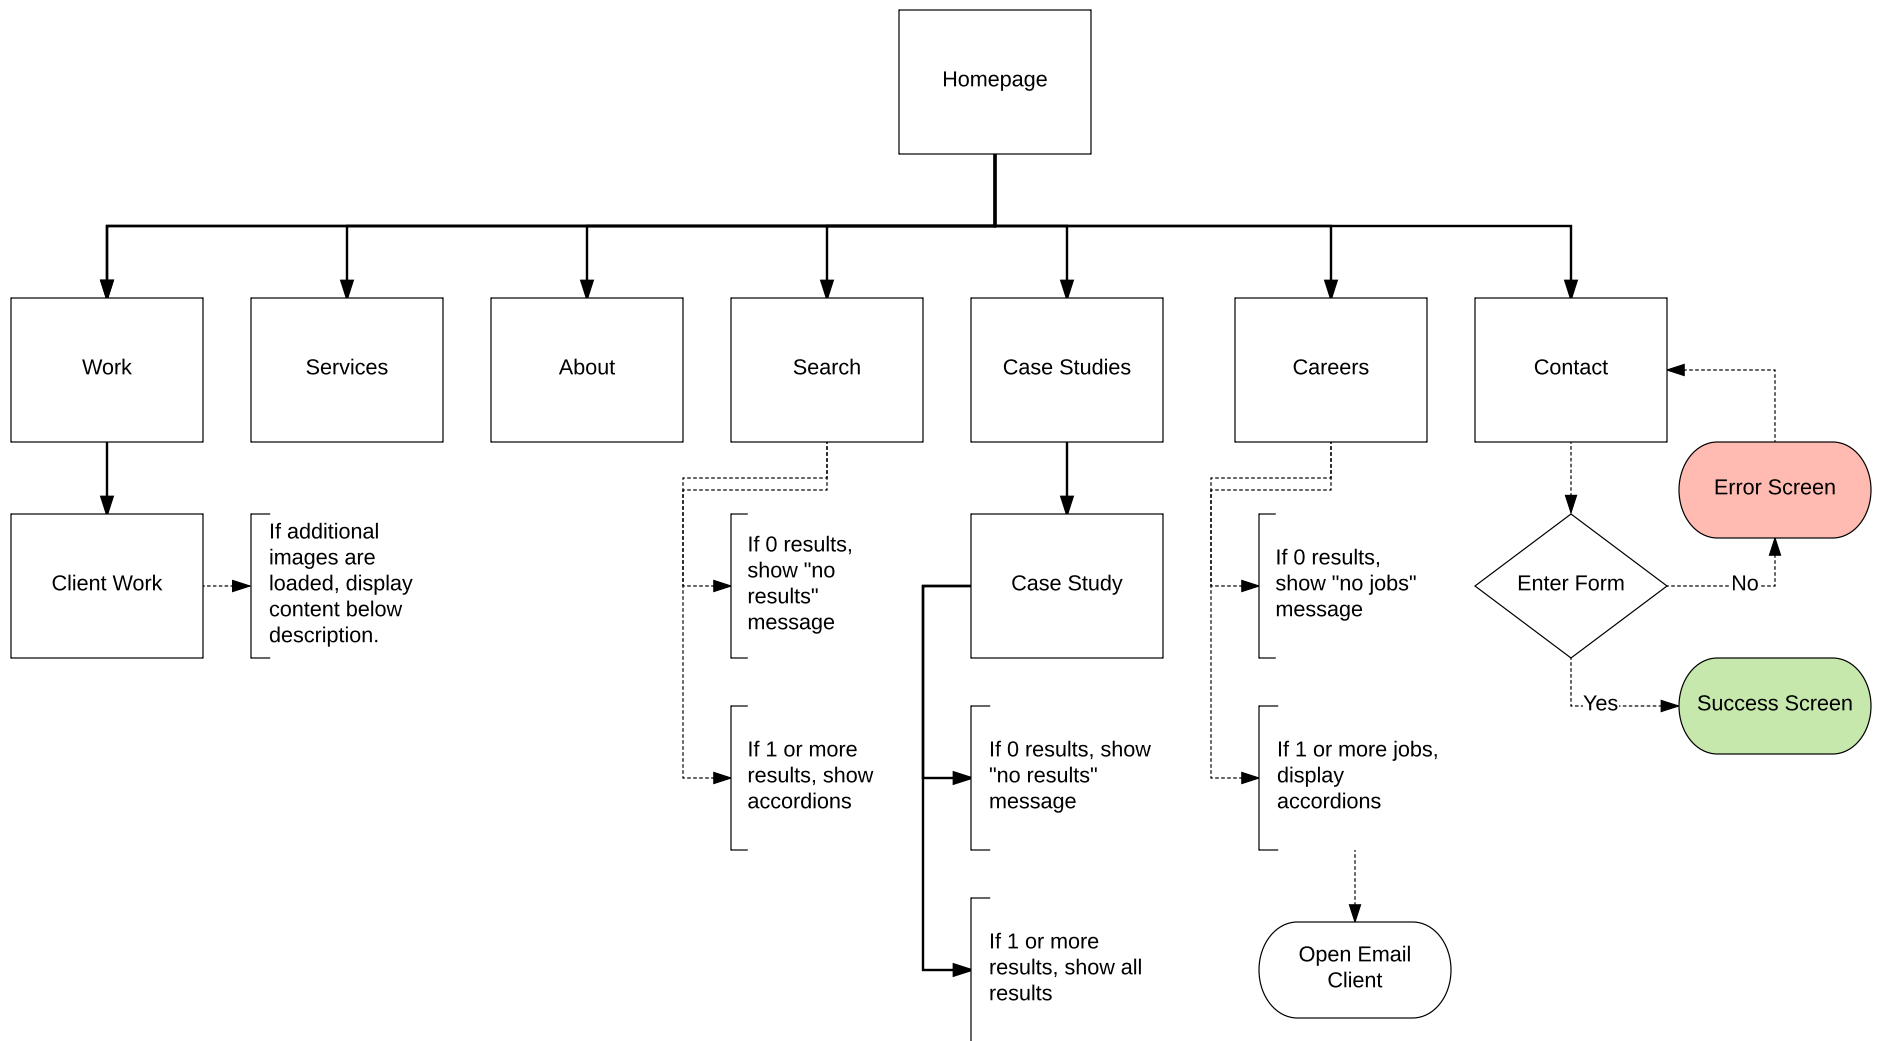 Homepage
Work
Services
About
Search
Case Studies
Careers
Contact
Error Screen
Client Work
If additional
images are
loaded, display
content below
description.
If 0 results,
show "no
results"
message
Case Study
If 0 results,
show "no jobs"
message
Enter Form
No
Yes
Success Screen
If 1 or more
results, show
accordions
If 0 results, show
"no results"
message
If 1 or more jobs,
display
accordions
If 1 or more
results, show all
results
Open Email
Client